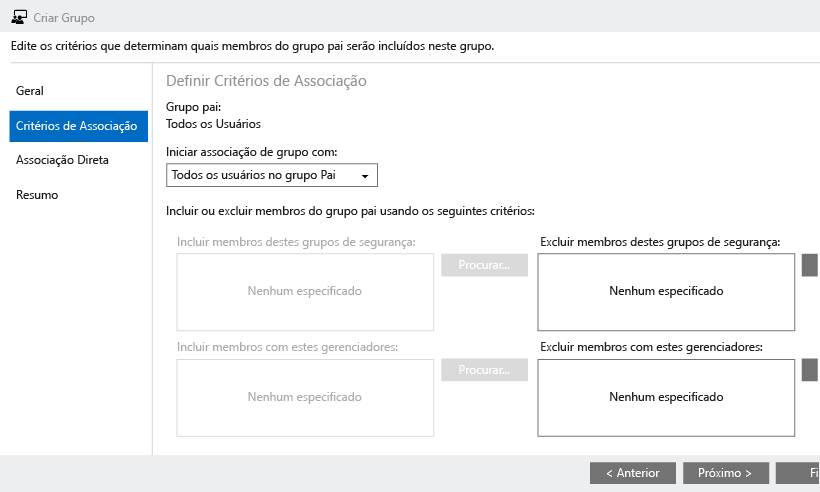 Criar Grupo
Edite os critérios que determinam quais membros do grupo pai serão incluídos neste grupo.
Geral
Critérios de Associação
Associação Direta
Resumo
Definir Critérios de Associação
Grupo pai:
Todos os Usuários
Iniciar associação de grupo com:
Todos os usuários no grupo Pai
Incluir ou excluir membros do grupo pai usando os seguintes critérios:
Incluir membros destes grupos de segurança:
Nenhum especificado
Procurar...
Excluir membros destes grupos de segurança:
Nenhum especificado
Incluir membros com estes gerenciadores:
Nenhum especificado
Procurar...
Excluir membros com estes gerenciadores:
Nenhum especificado
< Anterior
Próximo >